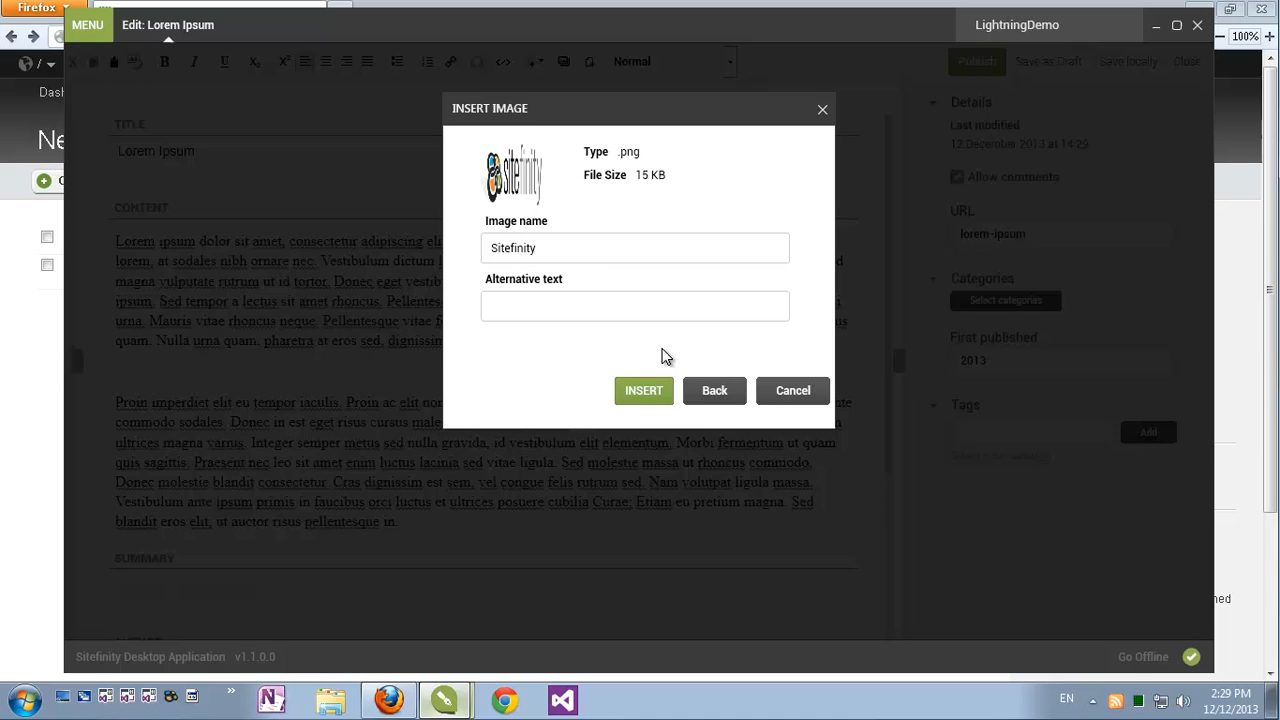 Firefox
MENU
Edit: Lorem Ipsum
LightningDemo
100%
Normal
Publish
Save as Draft
Save locally
Close
TITLE
Lorem Ipsum
CONTENT
Lorem ipsum dolor sit amet, consectetur adipiscing eli
lorem, at sodales nibh ornare nec. Vestibulum dictum
magna vulputate rutrum ut id tortor. Donec eget vesti
ipsum. Sed tempor a lectus sit amet rhoncus. Pellentes
urna. Mauris vitae rhoncus neque. Pellentesque vitae
quam. Nulla urna quam, pharetra at eros sed, dignissim
Proin imperdiet elit eu tempor iaculis. Proin ac elit non
commodo sodales. Donec in est eget risus cursus male
ultrices magna varius. Integer semper metus sed nulla gravida, id vestibulum elit elementum. Morbi fermentum ut quam
quis sagittis. Praesent nec leo sit amet enim luctus lacinia sed vitae ligula. Sed molestie massa ut rhoncus commodo.
Donec molestie blandit consectetur. Cras dignissim est sem, vel congue felis rutrum sed. Nam volutpat ligula massa.
Vestibulum ante ipsum primis in faucibus orci luctus et ultrices posuere cubilia Curae; Etiam eu pretium magna. Sed
blandit eros elit, ut auctor risus pellentesque in.
SUMMARY
INSERT IMAGE
sitefinity
Type .png
File Size 15 KB
Image name
Sitefinity
Alternative text
INSERT
Back
Cancel
Details
Last modified
12 December 2013 at 14:29
Allow comments
URL
lorem-ipsum
Categories
Select categories
First published
2013
Tags
Add
Sitefinity Desktop Application v1.1.0.0
Go Offline
EN
2:29 PM
12/12/2013